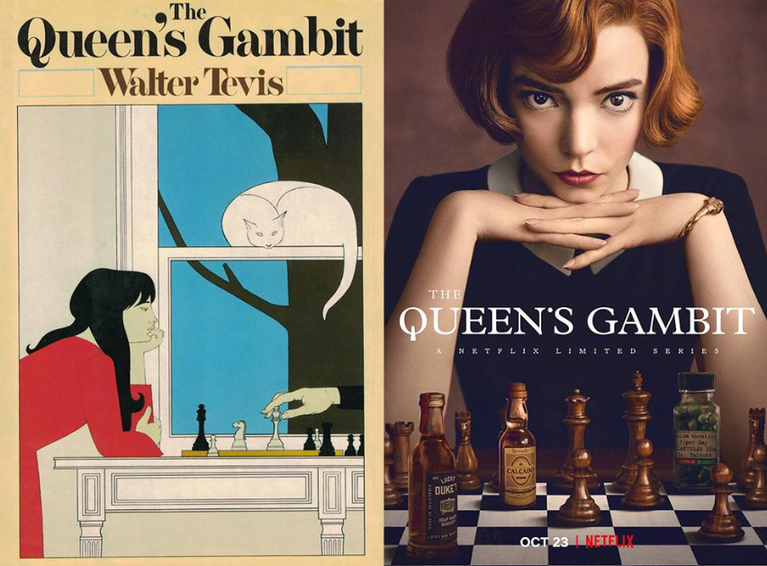 The
Queen's Gambit
Walter Tevis
THE
QUEEN'S GAMBIT
A NETFLIX LIMITED SERIES
LUCKY
DUKE'S
CALCADO
OCT 23 | NETFLIX